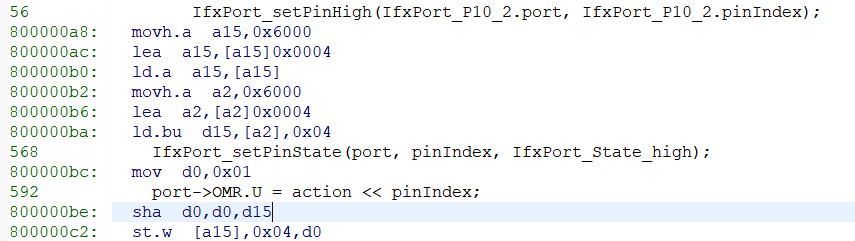 56 IfxPort_setPinHigh(IfxPort_P10_2.port, IfxPort_P10_2.pinIndex);
800000a8: movh.a a15,0x6000
800000ac: lea a15,[a15]0x0004
800000b0: ld.a a15,[a15]
800000b2: movh.a a2,0x6000
800000b6: lea a2,[a2]0x0004
800000ba: ld.bu d15,[a2],0x04
568 IfxPort_setPinState(port, pinIndex, IfxPort_State_high);
800000bc: mov d0,0x01
592 port->OMR.U = action << pinIndex;
800000be: sha d0,d0,d15
800000c2: st.w [a15],0x04,d0